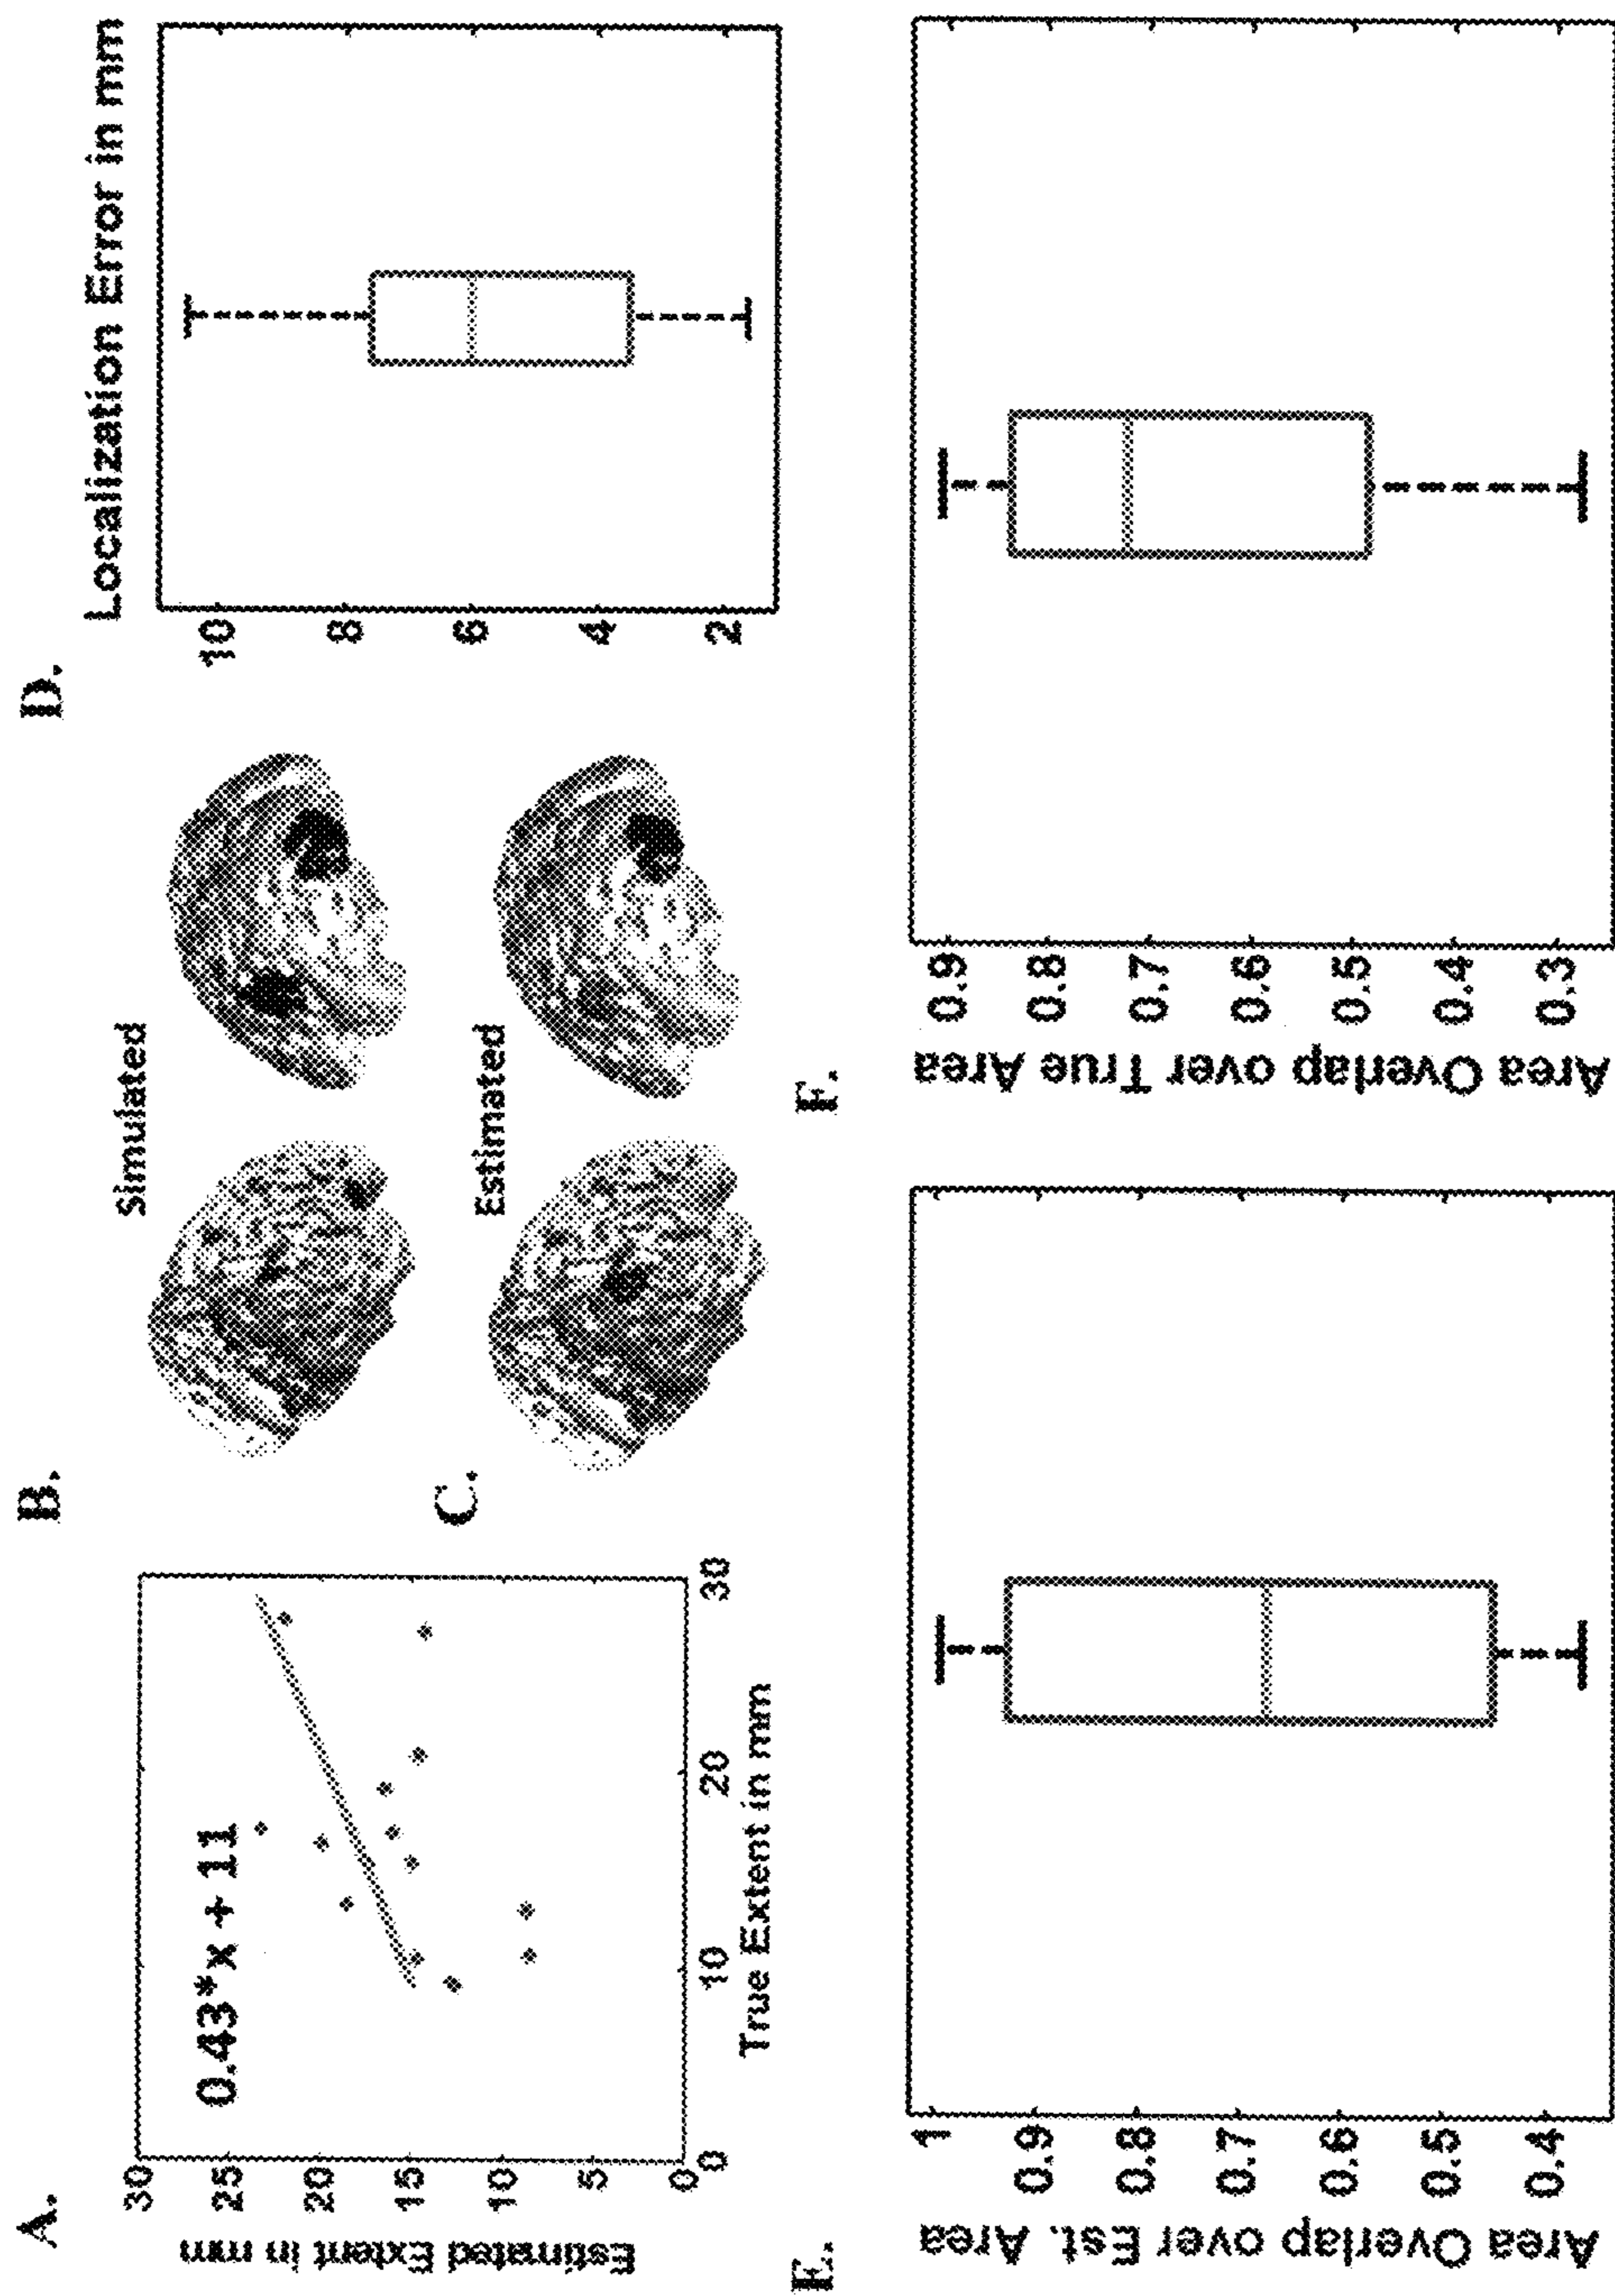 A.
0.43*x + 11
30
25
20
15
10
5
0
Estimated Extent in mm
0
10
20
30
True Extent in mm
B.
Simulated
C.
Estimated
D.
Localization Error in mm
10
8
6
4
2
E.
1
0.9
0.8
0.7
0.6
0.5
0.4
Area Overlap over Est. Area
F.
0.9
0.8
0.7
0.6
0.5
0.4
0.3
Area Overlap over True Area